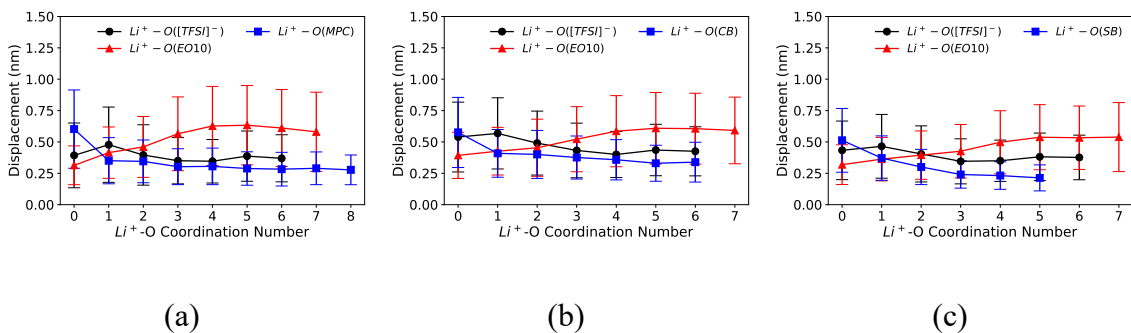 1.50
1.25
1.00
0.75
0.50
0.25
0.00
Displacement (nm)
Li⁺ − O([TFSI]⁻)
Li⁺ − O(EO10)
Li⁺ − O(MPC)
0 1 2 3 4 5 6 7 8
Li⁺-O Coordination Number
(a)
1.50
1.25
1.00
0.75
0.50
0.25
0.00
Displacement (nm)
Li⁺ − O([TFSI]⁻)
Li⁺ − O(EO10)
Li⁺ − O(CB)
0 1 2 3 4 5 6 7
Li⁺-O Coordination Number
(b)
1.50
1.25
1.00
0.75
0.50
0.25
0.00
Displacement (nm)
Li⁺ − O([TFSI]⁻)
Li⁺ − O(EO10)
Li⁺ − O(SB)
0 1 2 3 4 5 6 7
Li⁺-O Coordination Number
(c)